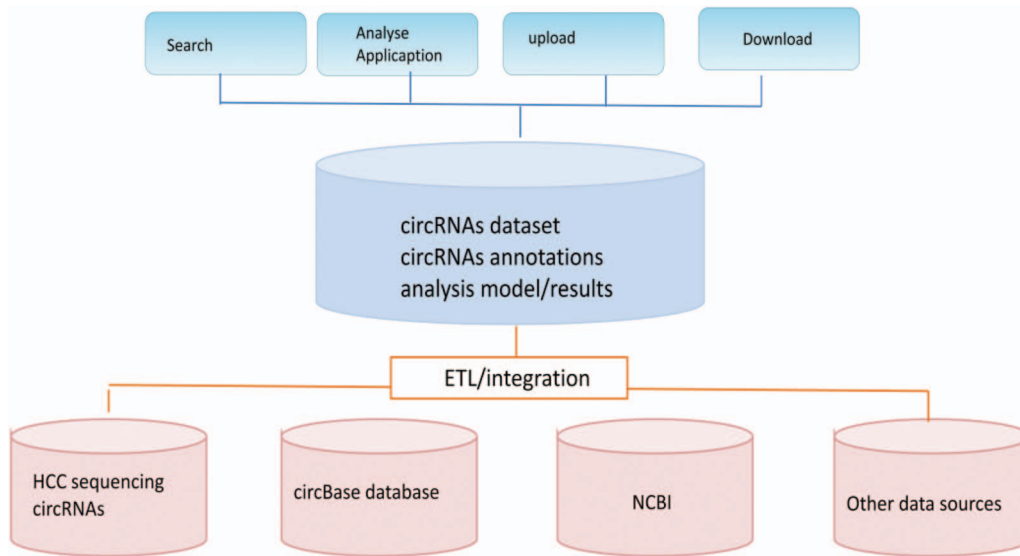 Search
Analyse
Applicaption
upload
Download
circRNAs dataset
circRNAs annotations
analysis model/results
ETL/integration
HCC sequencing
circRNAs
circBase database
NCBI
Other data sources